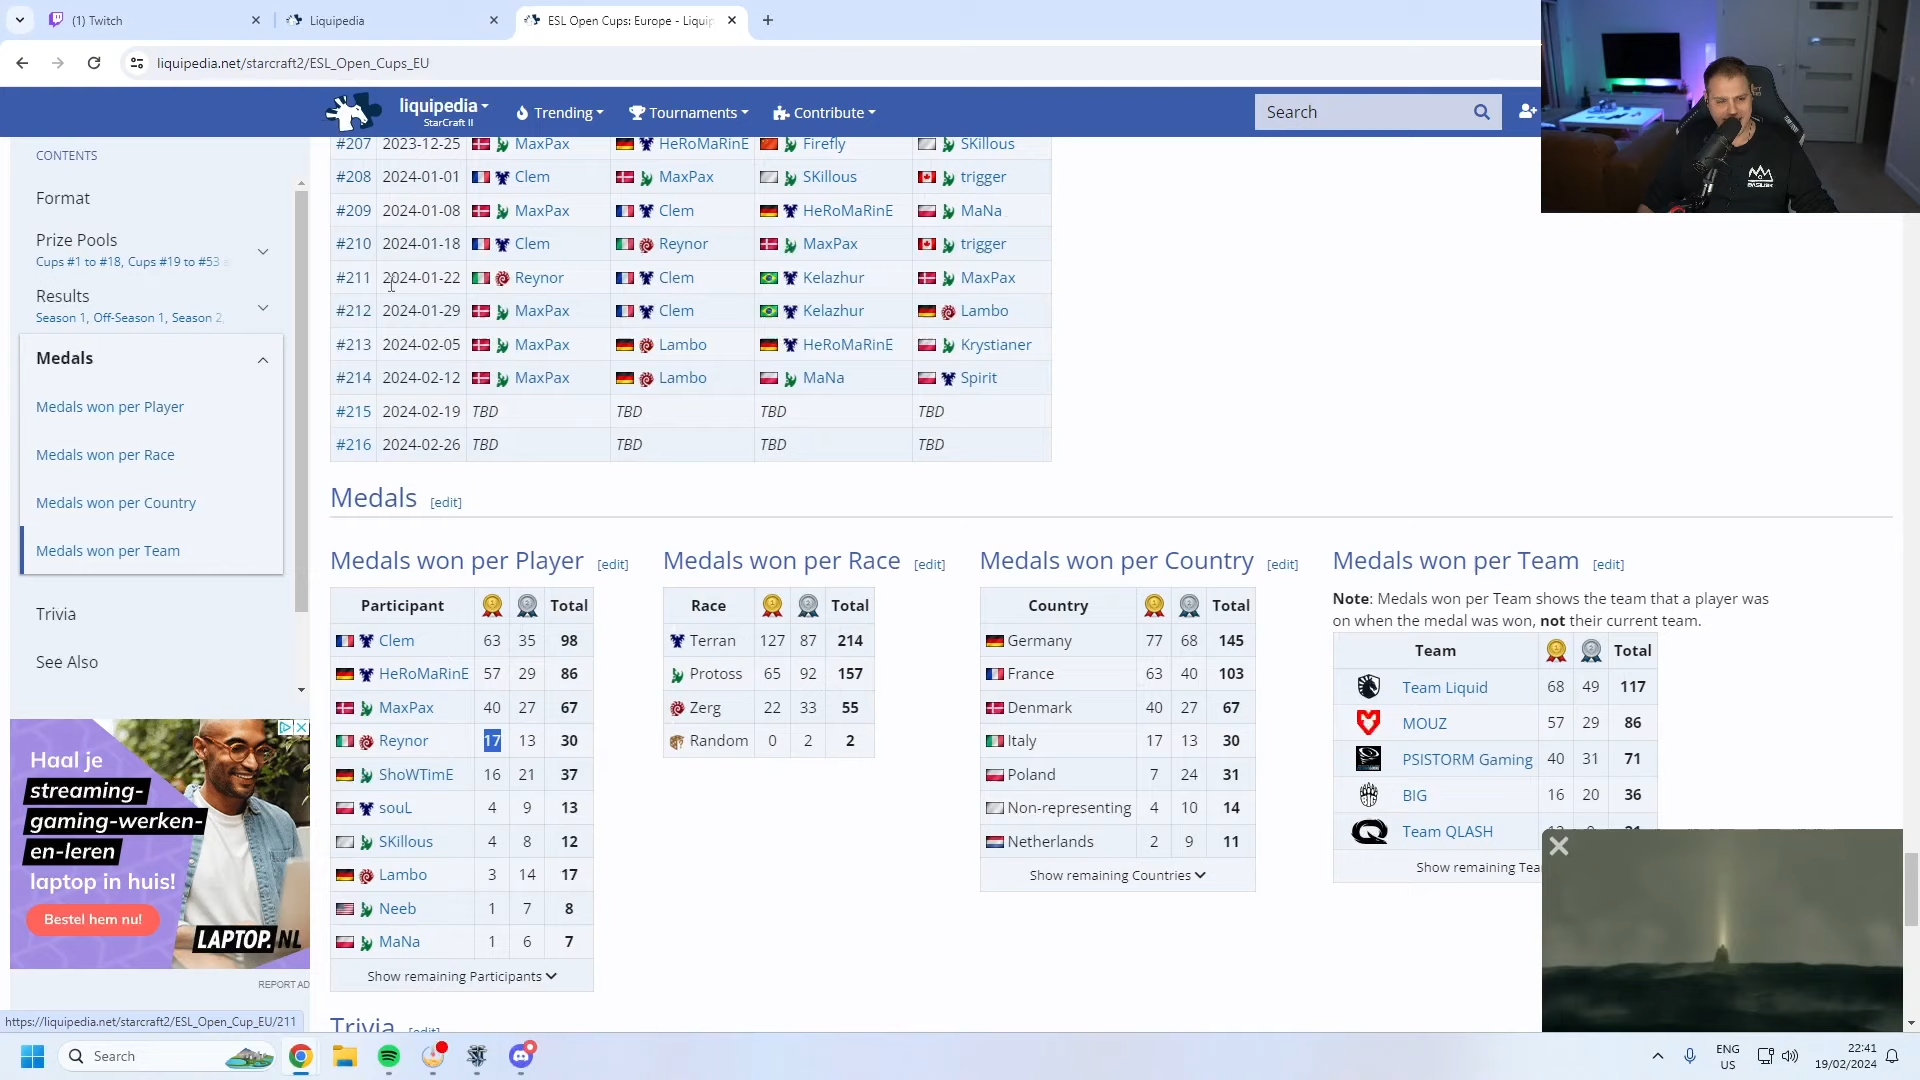 (1) Twitch
Liquipedia
ESL Open Cups: Europe - Liquip
liquipedia.net/starcraft2/ESL_Open_Cups_EU
liquipedia
StarCraft II
Trending
Tournaments
Contribute
Search
CONTENTS
Format
Prize Pools
Cups #1 to #18, Cups #19 to #53 a
Results
Season 1, Off-Season 1, Season 2,
Medals
Medals won per Player
Medals won per Race
Medals won per Country
Medals won per Team
Trivia
See Also
Haal je
streaming-
gaming-werken-
en-leren
laptop in huis!
Bestel hem nu!
LAPTOP.NL
REPORT AD
https://liquipedia.net/starcraft2/ESL_Open_Cup_EU/211
#207 2023-12-25 MaxPax HeRoMaRinE Firefly SKillous
#208 2024-01-01 Clem MaxPax SKillous trigger
#209 2024-01-08 MaxPax Clem HeRoMaRinE MaNa
#210 2024-01-18 Clem Reynor MaxPax trigger
#211 2024-01-22 Reynor Clem Kelazhur MaxPax
#212 2024-01-29 MaxPax Clem Kelazhur Lambo
#213 2024-02-05 MaxPax Lambo HeRoMaRinE Krystianer
#214 2024-02-12 MaxPax Lambo MaNa Spirit
#215 2024-02-19 TBD TBD TBD TBD
#216 2024-02-26 TBD TBD TBD TBD
Medals [edit]
Medals won per Player [edit]
Participant Total
Clem 63 35 98
HeRoMaRinE 57 29 86
MaxPax 40 27 67
Reynor 17 13 30
ShoWTimE 16 21 37
souL 4 9 13
SKillous 4 8 12
Lambo 3 14 17
Neeb 1 7 8
MaNa 1 6 7
Show remaining Participants
Medals won per Race [edit]
Race Total
Terran 127 87 214
Protoss 65 92 157
Zerg 22 33 55
Random 0 2 2
Medals won per Country [edit]
Country Total
Germany 77 68 145
France 63 40 103
Denmark 40 27 67
Italy 17 13 30
Poland 7 24 31
Non-representing 4 10 14
Netherlands 2 9 11
Show remaining Countries
Medals won per Team [edit]
Note: Medals won per Team shows the team that a player was
on when the medal was won, not their current team.
Team Total
Team Liquid 68 49 117
MOUZ 57 29 86
PSISTORM Gaming 40 31 71
BIG 16 20 36
Team QLASH
Show remaining Tea
Trivia [edit]
BASILISK
Search
ENG
US
22:41
19/02/2024